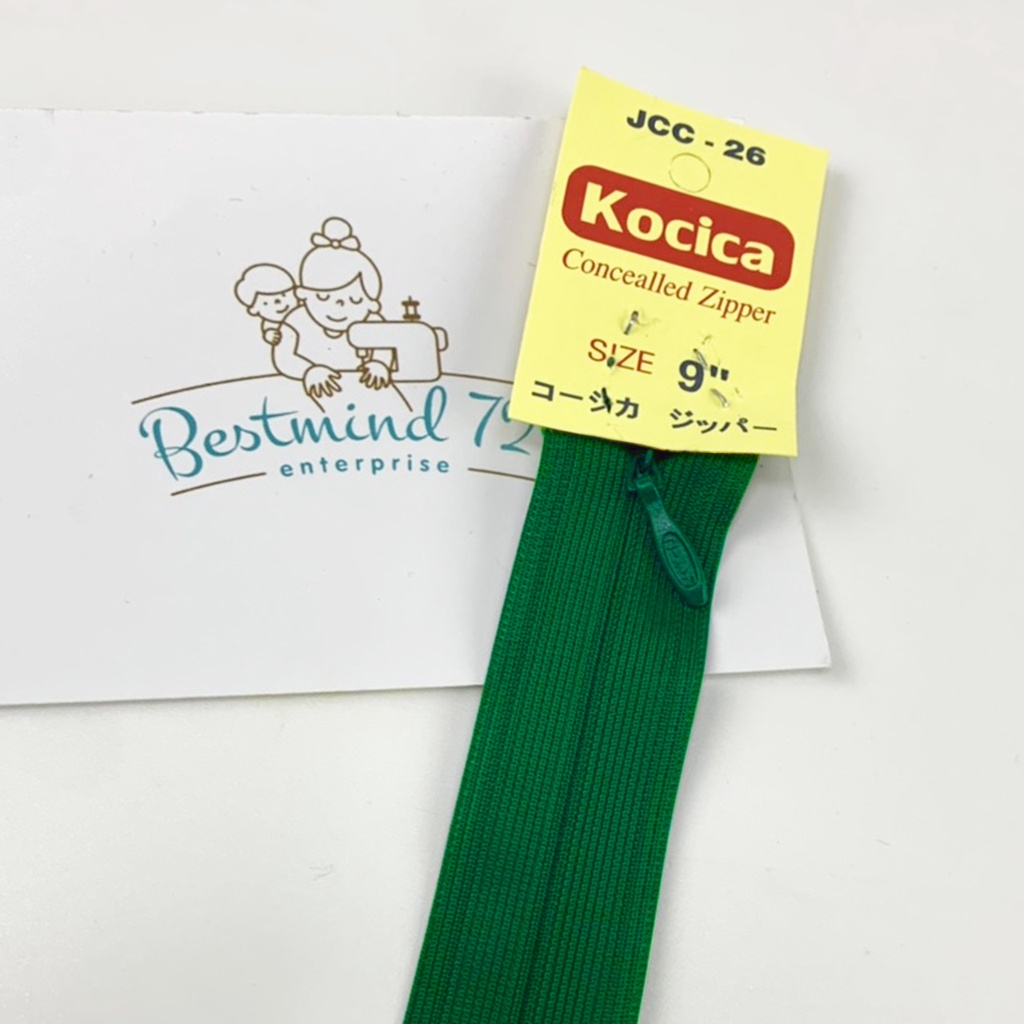 JCC - 26
Kocica
Concealled Zipper
SIZE 9"
コーシカ ジッパー
Bestmind 72
enterprise